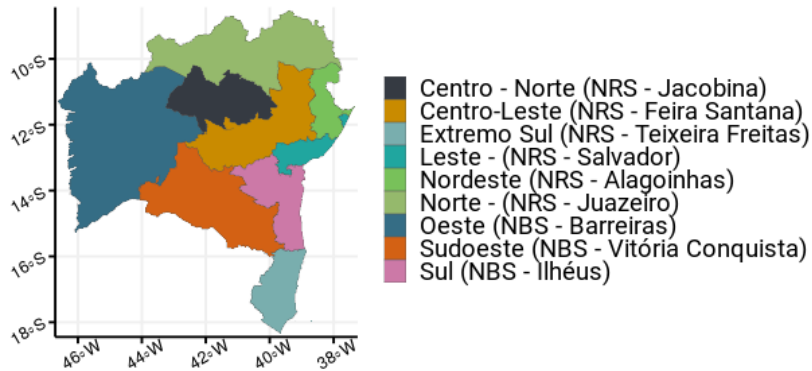 10°S
12°S
14°S
16°S
18°S
46°W
44°W
42°W
40°W
38°W
Centro - Norte (NRS - Jacobina)
Centro-Leste (NRS - Feira Santana)
Extremo Sul (NRS - Teixeira Freitas)
Leste - (NRS - Salvador)
Nordeste (NRS - Alagoinhas)
Norte - (NRS - Juazeiro)
Oeste (NBS - Barreiras)
Sudoeste (NBS - Vitória Conquista)
Sul (NBS - Ilhéus)